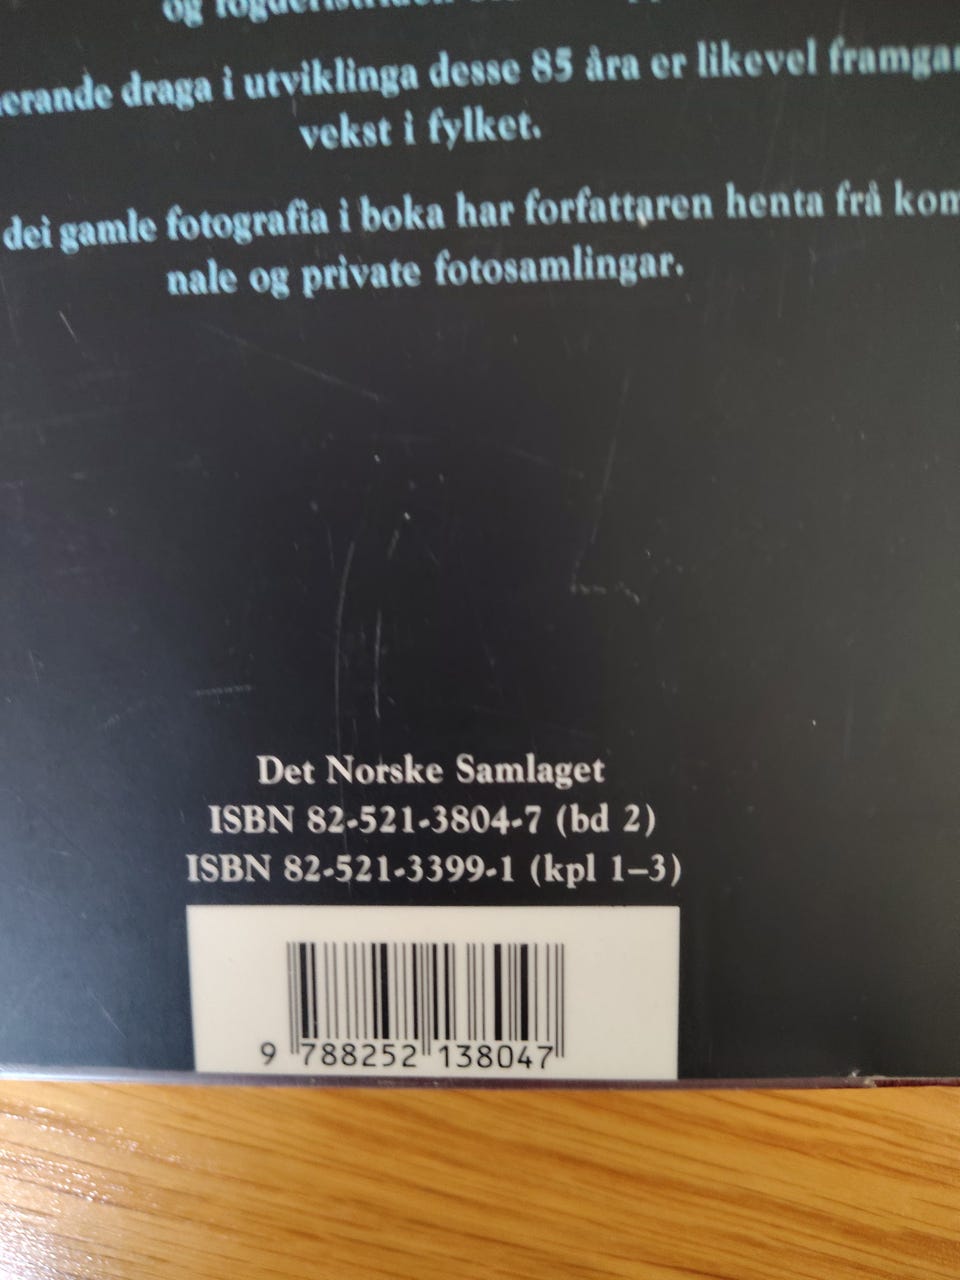 og
draga i utviklinga desse 85 åra er likevel
vekst i fylket.
dei gamle fotografia i boka har forfattaren henta frå kom
nale og private fotosamlingar.
Det Norske Samlaget
ISBN 82-521-3804-7 (bd 2)
ISBN 82-521-3399-1 (kpl 1–3)
9 788252 138047